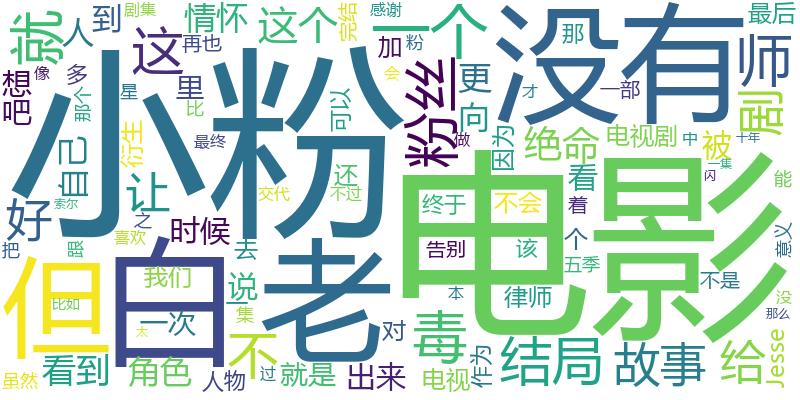 剧集
感谢
情怀
这个
完结
一个
那
最后
人
到
再也
加
粉
没有
师
就
这
想
像
多
那个
星
里
小粉
可以
粉丝
更
会
才
一部
吧
比
向
因为
剧
最终
做
绝命
电视剧
中
十年
自己
衍生
被
还
电影
看
一集
好
让
索尔
交代
不过
闪
能
时候
老
终于
不会
着
之
把
跟
喜欢
去
告别
该
个
意义
但
白
我们
说
五季
不是
比如
集
本
律师
没
一次
那么
太
对
不
毒
看到
作为
结局
故事
给
Jesse
虽然
角色
人物
过
就是
出来
电视